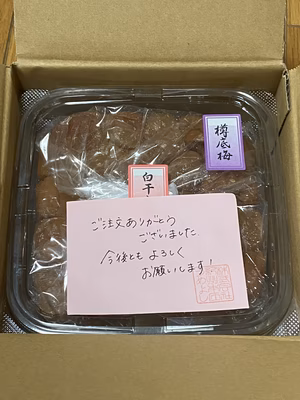 樽底梅
白干
ご注文ありがとう
ございました
今後とも よろしく
お願いします!